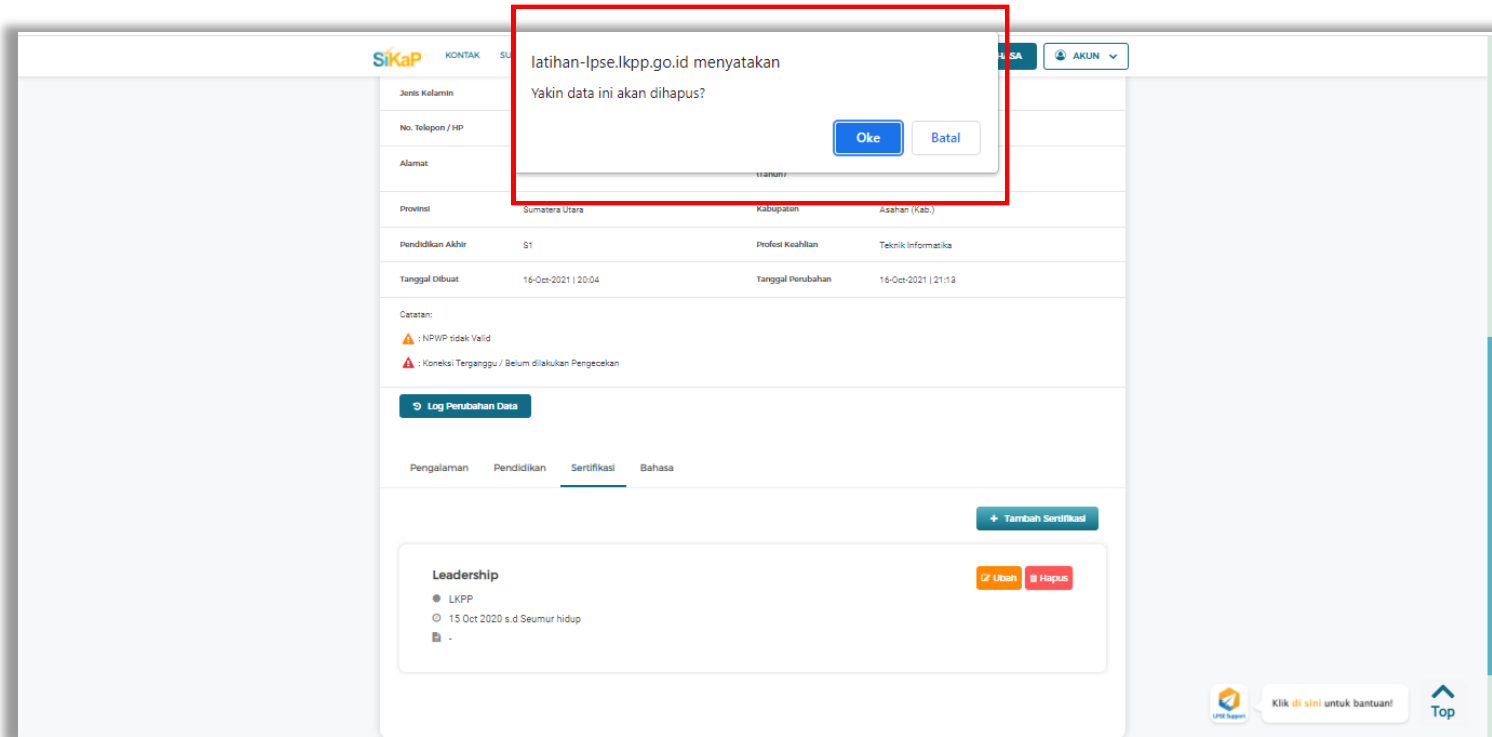 SiKaP KONTAK SU HASA AKUN
latihan-lpse.lkpp.go.id menyatakan
Yakin data ini akan dihapus?
Oke Batal
Jenis Kelamin
No. Telepon / HP
Alamat
(Tahun)
Provinsi Sumatera Utara Kabupaten Asahan (Kab.)
Pendidikan Akhir S1 Profesi Keahlian Teknik Informatika
Tanggal Dibuat 16-Oct-2021 | 20:04 Tanggal Perubahan 16-Oct-2021 | 21:13
Catatan:
: NPWP tidak Valid
: Koneksi Terganggu / Belum dilakukan Pengecekan
Log Perubahan Data
Pengalaman Pendidikan Sertifikasi Bahasa
+ Tambah Sertifikasi
Leadership Ubah Hapus
LKPP
15 Oct 2020 s.d Seumur hidup
-
LPSE Support Klik di sini untuk bantuan! Top